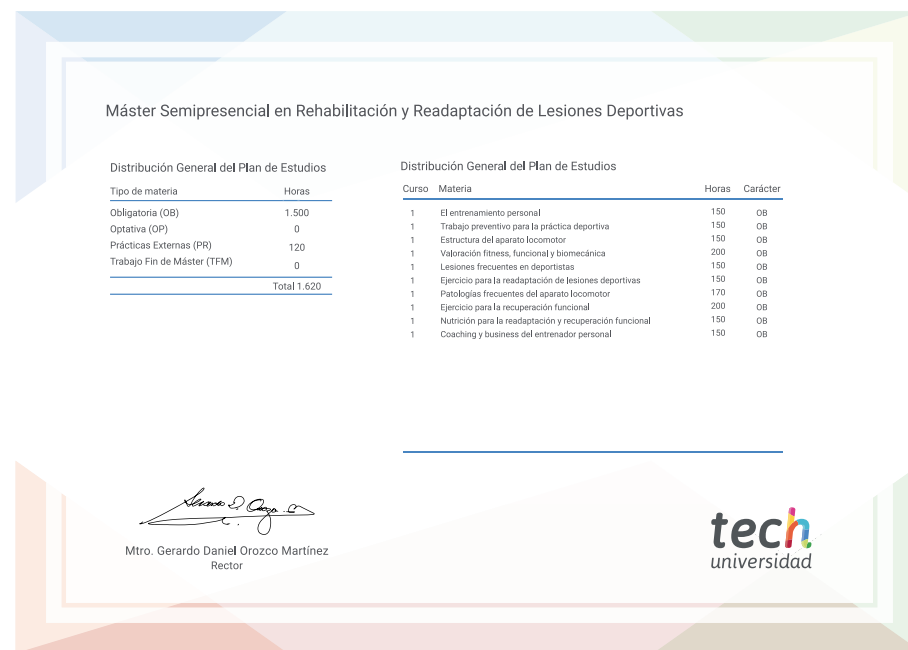 Máster Semipresencial en Rehabilitación y Readaptación de Lesiones Deportivas
Distribución General del Plan de Estudios
Tipo de materia Horas
Obligatoria (OB) 1.500
Optativa (OP) 0
Prácticas Externas (PR) 120
Trabajo Fin de Máster (TFM) 0
Total 1.620
Distribución General del Plan de Estudios
Curso Materia Horas Carácter
1 El entrenamiento personal 150 OB
1 Trabajo preventivo para la práctica deportiva 150 OB
1 Estructura del aparato locomotor 150 OB
1 Valoración fitness, funcional y biomecánica 200 OB
1 Lesiones frecuentes en deportistas 150 OB
1 Ejercicio para la readaptación de lesiones deportivas 150 OB
1 Patologías frecuentes del aparato locomotor 170 OB
1 Ejercicio para la recuperación funcional 200 OB
1 Nutrición para la readaptación y recuperación funcional 150 OB
1 Coaching y business del entrenador personal 150 OB
Mtro. Gerardo Daniel Orozco Martínez
Rector
tech
universidad